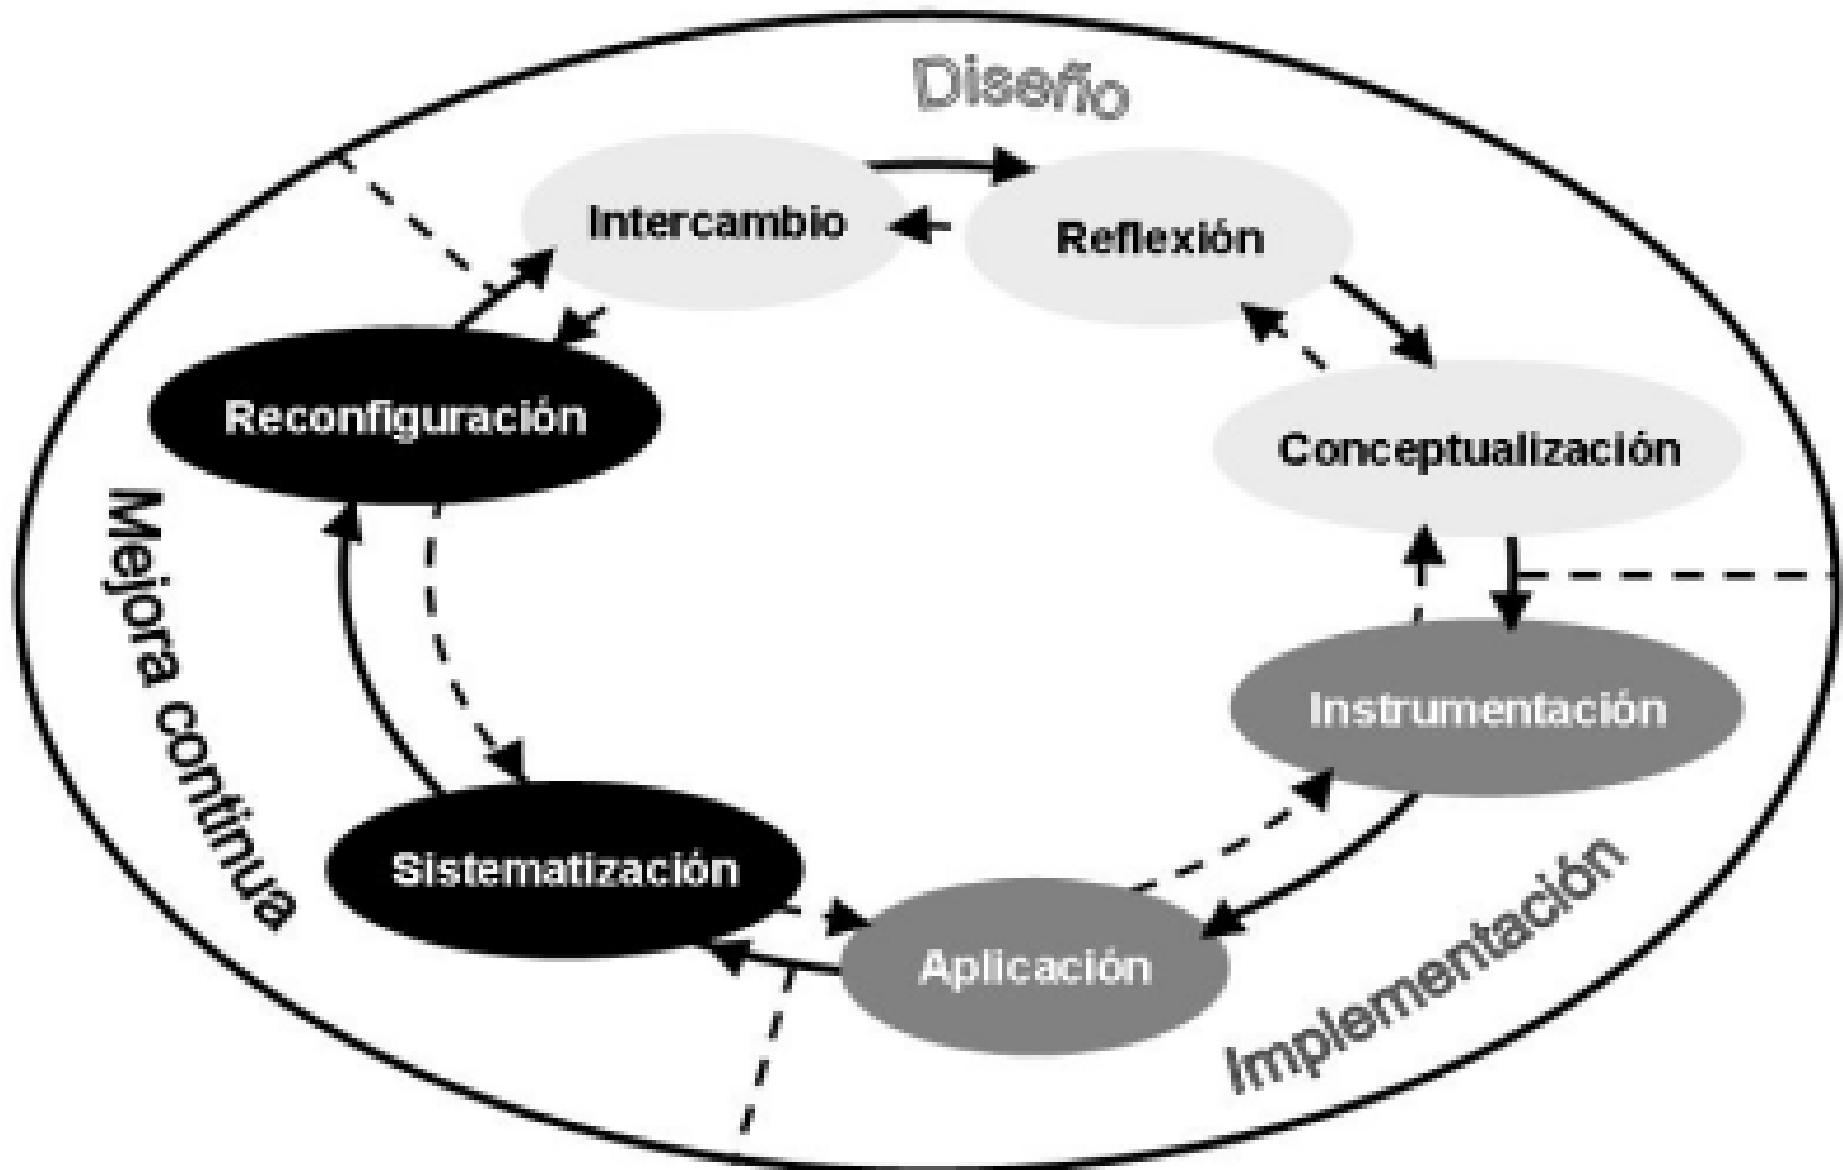 Diseño
Intercambio
Reflexión
Reconfiguración
Conceptualización
Mejora continua
Instrumentación
Sistematización
Aplicación
Implementación